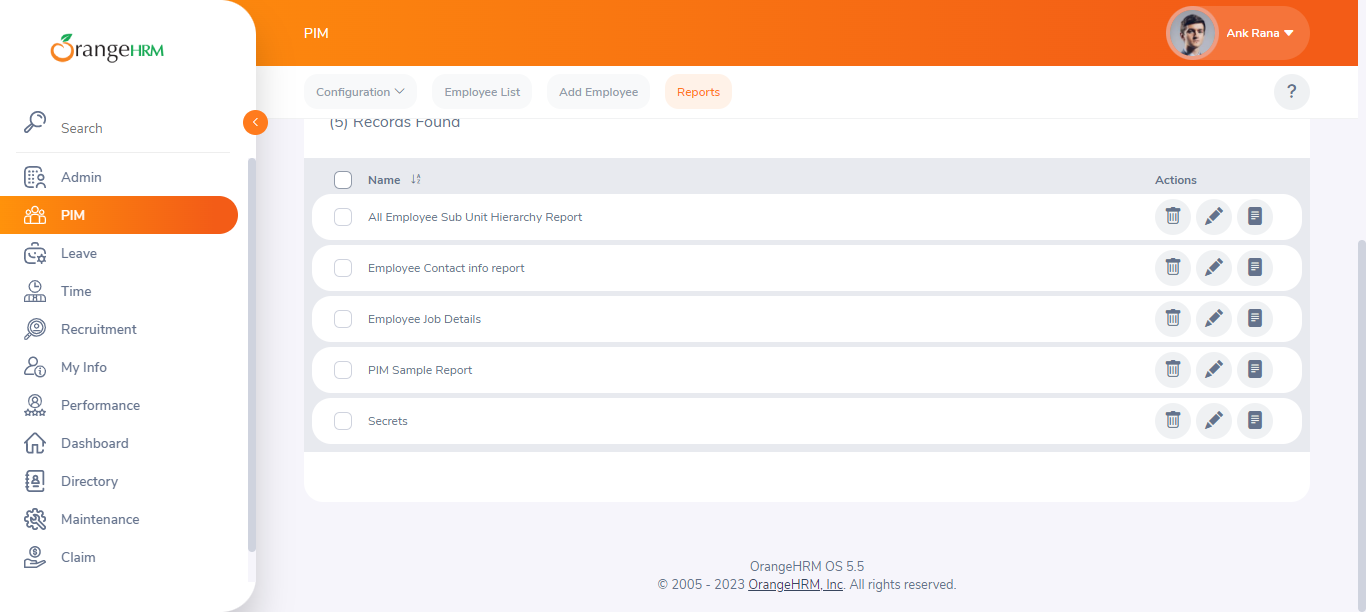 OrangeHRM
PIM
Ank Rana
Configuration
Employee List
Add Employee
Reports
?
Search
Admin
PIM
Leave
Time
Recruitment
My Info
Performance
Dashboard
Directory
Maintenance
Claim
(5) Records Found
Name
Actions
All Employee Sub Unit Hierarchy Report
Employee Contact info report
Employee Job Details
PIM Sample Report
Secrets
OrangeHRM OS 5.5
© 2005 - 2023 OrangeHRM, Inc. All rights reserved.